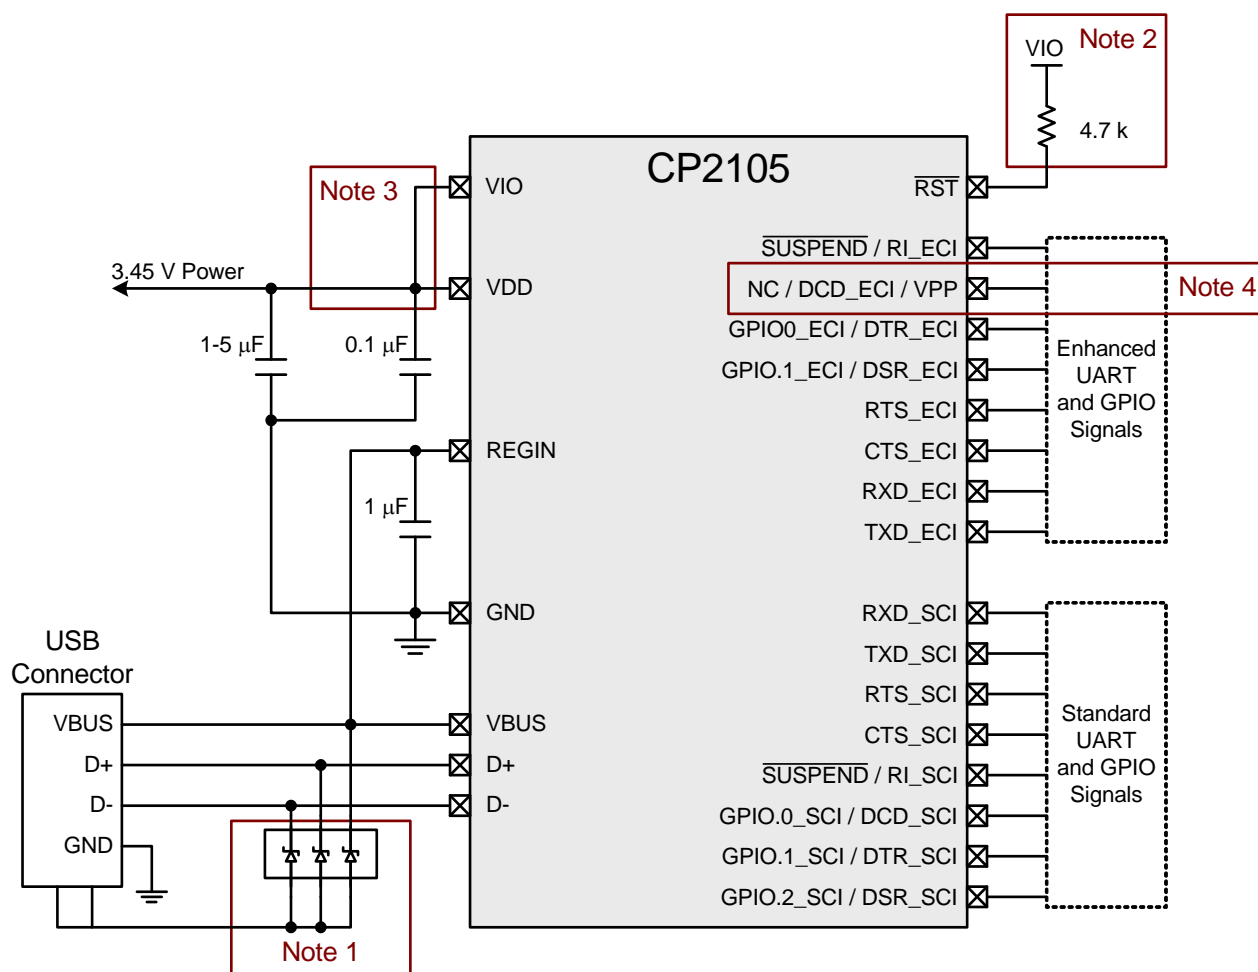 Note 2
VIO
4.7 k
CP2105
Note 3
VIO
RST
SUSPEND / RI_ECI
3.45 V Power
VDD
NC / DCD_ECI / VPP
Note 4
GPIO0_ECI / DTR_ECI
1-5 μF
0.1 μF
GPIO.1_ECI / DSR_ECI
Enhanced
UART
and GPIO
Signals
RTS_ECI
REGIN
CTS_ECI
1 μF
RXD_ECI
TXD_ECI
GND
RXD_SCI
USB
Connector
TXD_SCI
RTS_SCI
VBUS
VBUS
CTS_SCI
Standard
UART
and GPIO
Signals
D+
D+
SUSPEND / RI_SCI
D-
D-
GPIO.0_SCI / DCD_SCI
GND
GPIO.1_SCI / DTR_SCI
GPIO.2_SCI / DSR_SCI
Note 1